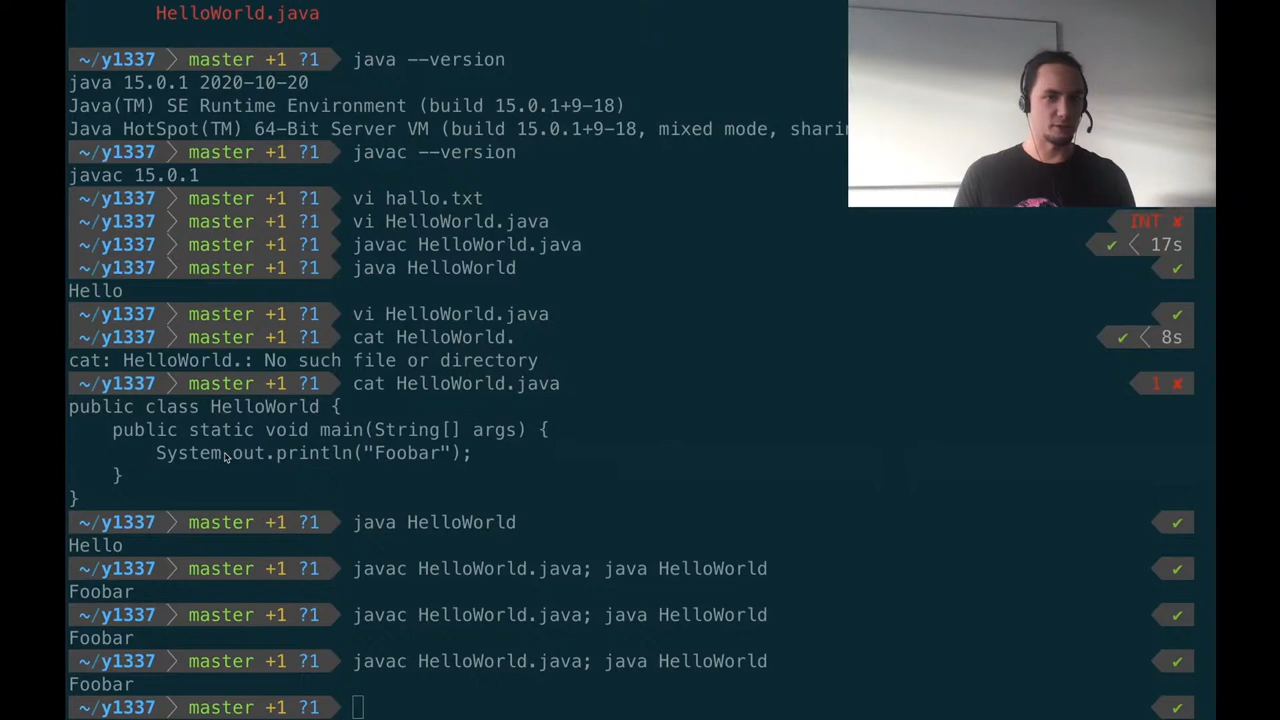 HelloWorld.java
~/y1337 master +1 ?1 java --version
java 15.0.1 2020-10-20
Java(TM) SE Runtime Environment (build 15.0.1+9-18)
Java HotSpot(TM) 64-Bit Server VM (build 15.0.1+9-18, mixed mode, sharin
~/y1337 master +1 ?1 javac --version
javac 15.0.1
~/y1337 master +1 ?1 vi hallo.txt
~/y1337 master +1 ?1 vi HelloWorld.java INT ✘
~/y1337 master +1 ?1 javac HelloWorld.java ✔ 17s
~/y1337 master +1 ?1 java HelloWorld ✔
Hello
~/y1337 master +1 ?1 vi HelloWorld.java ✔
~/y1337 master +1 ?1 cat HelloWorld. ✔ 8s
cat: HelloWorld.: No such file or directory
~/y1337 master +1 ?1 cat HelloWorld.java 1 ✘
public class HelloWorld {
public static void main(String[] args) {
System.out.println("Foobar");
}
}
~/y1337 master +1 ?1 java HelloWorld ✔
Hello
~/y1337 master +1 ?1 javac HelloWorld.java; java HelloWorld ✔
Foobar
~/y1337 master +1 ?1 javac HelloWorld.java; java HelloWorld ✔
Foobar
~/y1337 master +1 ?1 javac HelloWorld.java; java HelloWorld ✔
Foobar
~/y1337 master +1 ?1 ✔